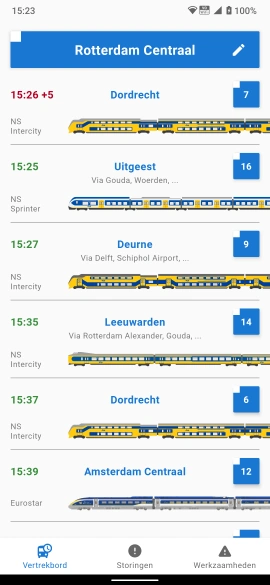 15:23
100%
Rotterdam Centraal
15:26 +5 Dordrecht 7
NS
Intercity
15:25 Uitgeest 16
Via Gouda, Woerden, ...
NS
Sprinter
15:27 Deurne 9
Via Delft, Schiphol Airport, ...
NS
Intercity
15:35 Leeuwarden 14
Via Rotterdam Alexander, Gouda, ...
NS
Intercity
15:37 Dordrecht 6
NS
Intercity
15:39 Amsterdam Centraal 12
Eurostar
Vertrekbord Storingen Werkzaamheden